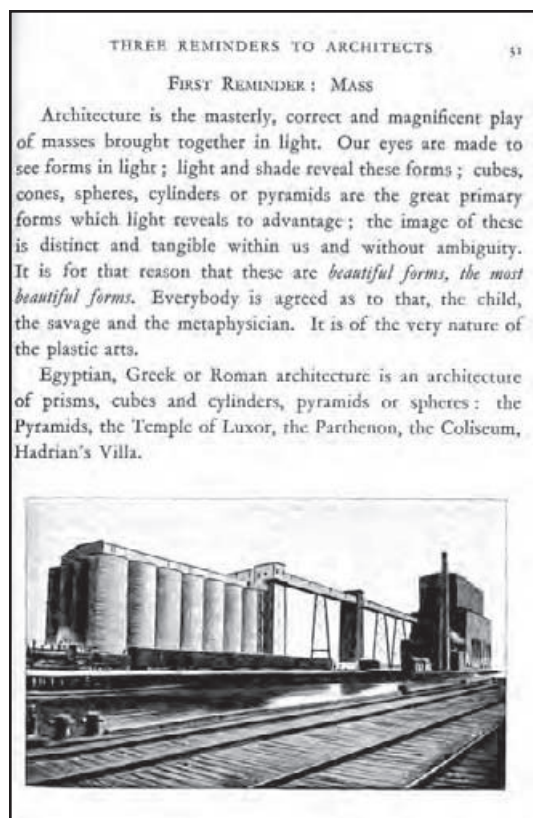 THREE REMINDERS TO ARCHITECTS 31
FIRST REMINDER: MASS
Architecture is the masterly, correct and magnificent play
of masses brought together in light. Our eyes are made to
see forms in light; light and shade reveal these forms; cubes,
cones, spheres, cylinders or pyramids are the great primary
forms which light reveals to advantage; the image of these
is distinct and tangible within us and without ambiguity.
It is for that reason that these are beautiful forms, the most
beautiful forms. Everybody is agreed as to that, the child,
the savage and the metaphysician. It is of the very nature of
the plastic arts.
Egyptian, Greek or Roman architecture is an architecture
of prisms, cubes and cylinders, pyramids or spheres: the
Pyramids, the Temple of Luxor, the Parthenon, the Coliseum,
Hadrian's Villa.